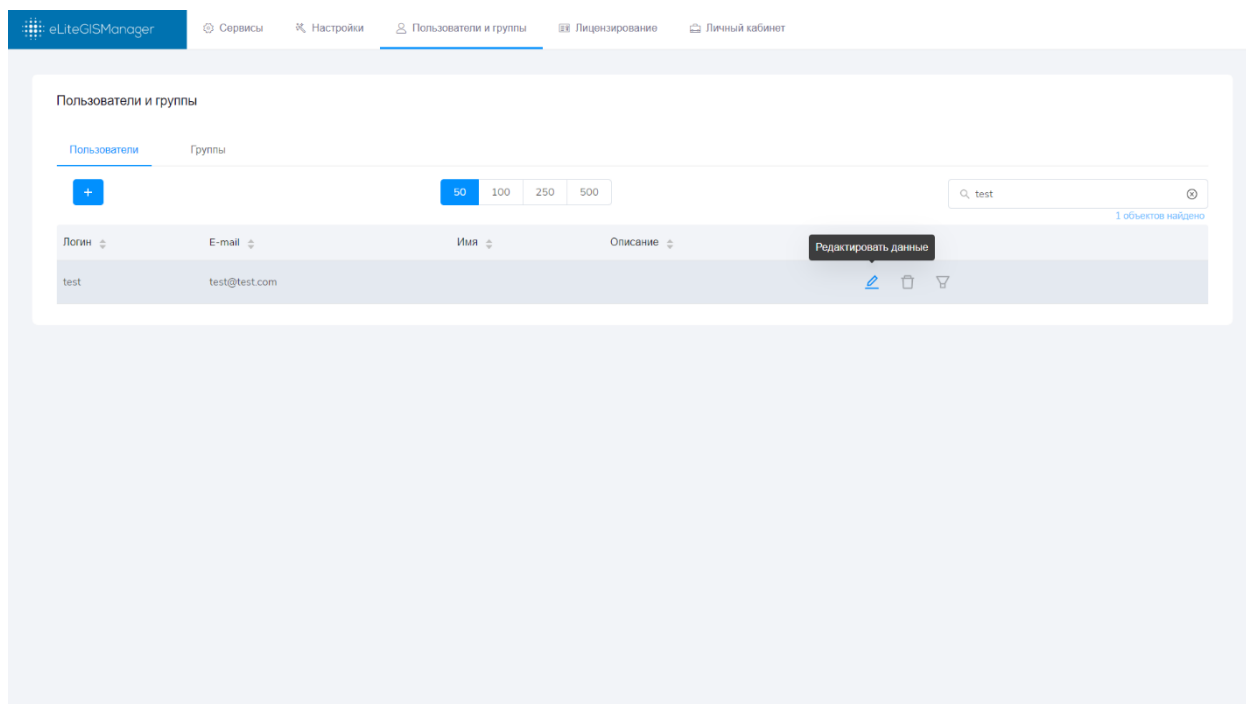 eLiteGISManager Сервисы Настройки Пользователи и группы Лицензирование Личный кабинет
Пользователи и группы
Пользователи Группы
+ 50 100 250 500 test
1 объектов найдено
Логин E-mail Имя Описание Редактировать данные
test test@test.com